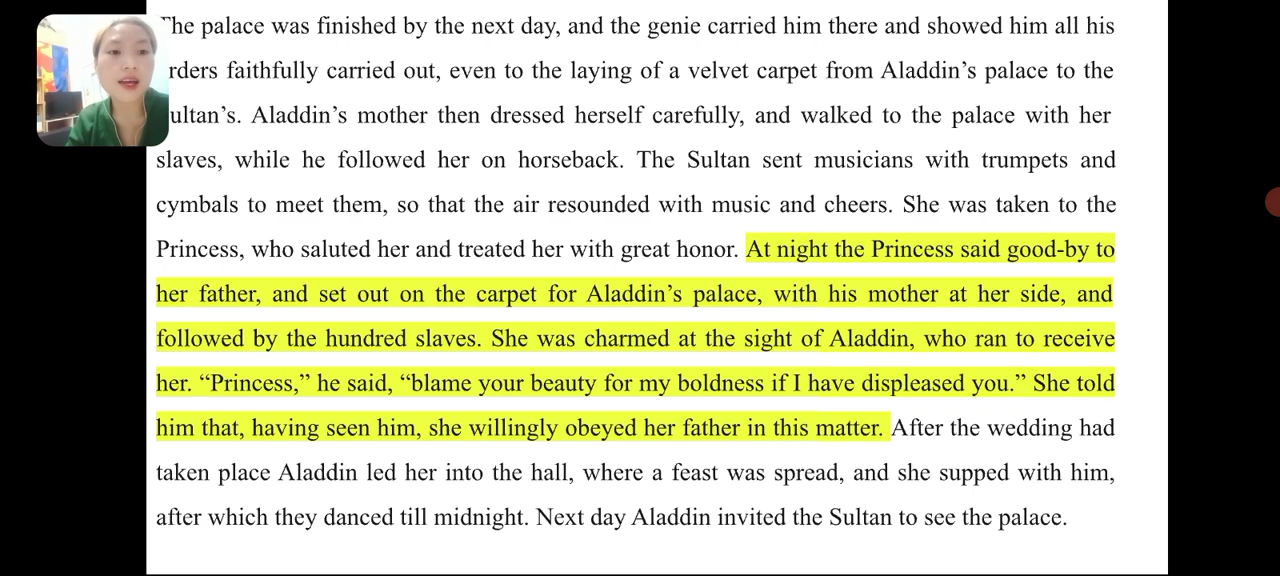 The palace was finished by the next day, and the genie carried him there and showed him all his
rders faithfully carried out, even to the laying of a velvet carpet from Aladdin’s palace to the
ultan’s. Aladdin’s mother then dressed herself carefully, and walked to the palace with her
slaves, while he followed her on horseback. The Sultan sent musicians with trumpets and
cymbals to meet them, so that the air resounded with music and cheers. She was taken to the
Princess, who saluted her and treated her with great honor. At night the Princess said good-by to
her father, and set out on the carpet for Aladdin’s palace, with his mother at her side, and
followed by the hundred slaves. She was charmed at the sight of Aladdin, who ran to receive
her. “Princess,” he said, “blame your beauty for my boldness if I have displeased you.” She told
him that, having seen him, she willingly obeyed her father in this matter. After the wedding had
taken place Aladdin led her into the hall, where a feast was spread, and she supped with him,
after which they danced till midnight. Next day Aladdin invited the Sultan to see the palace.